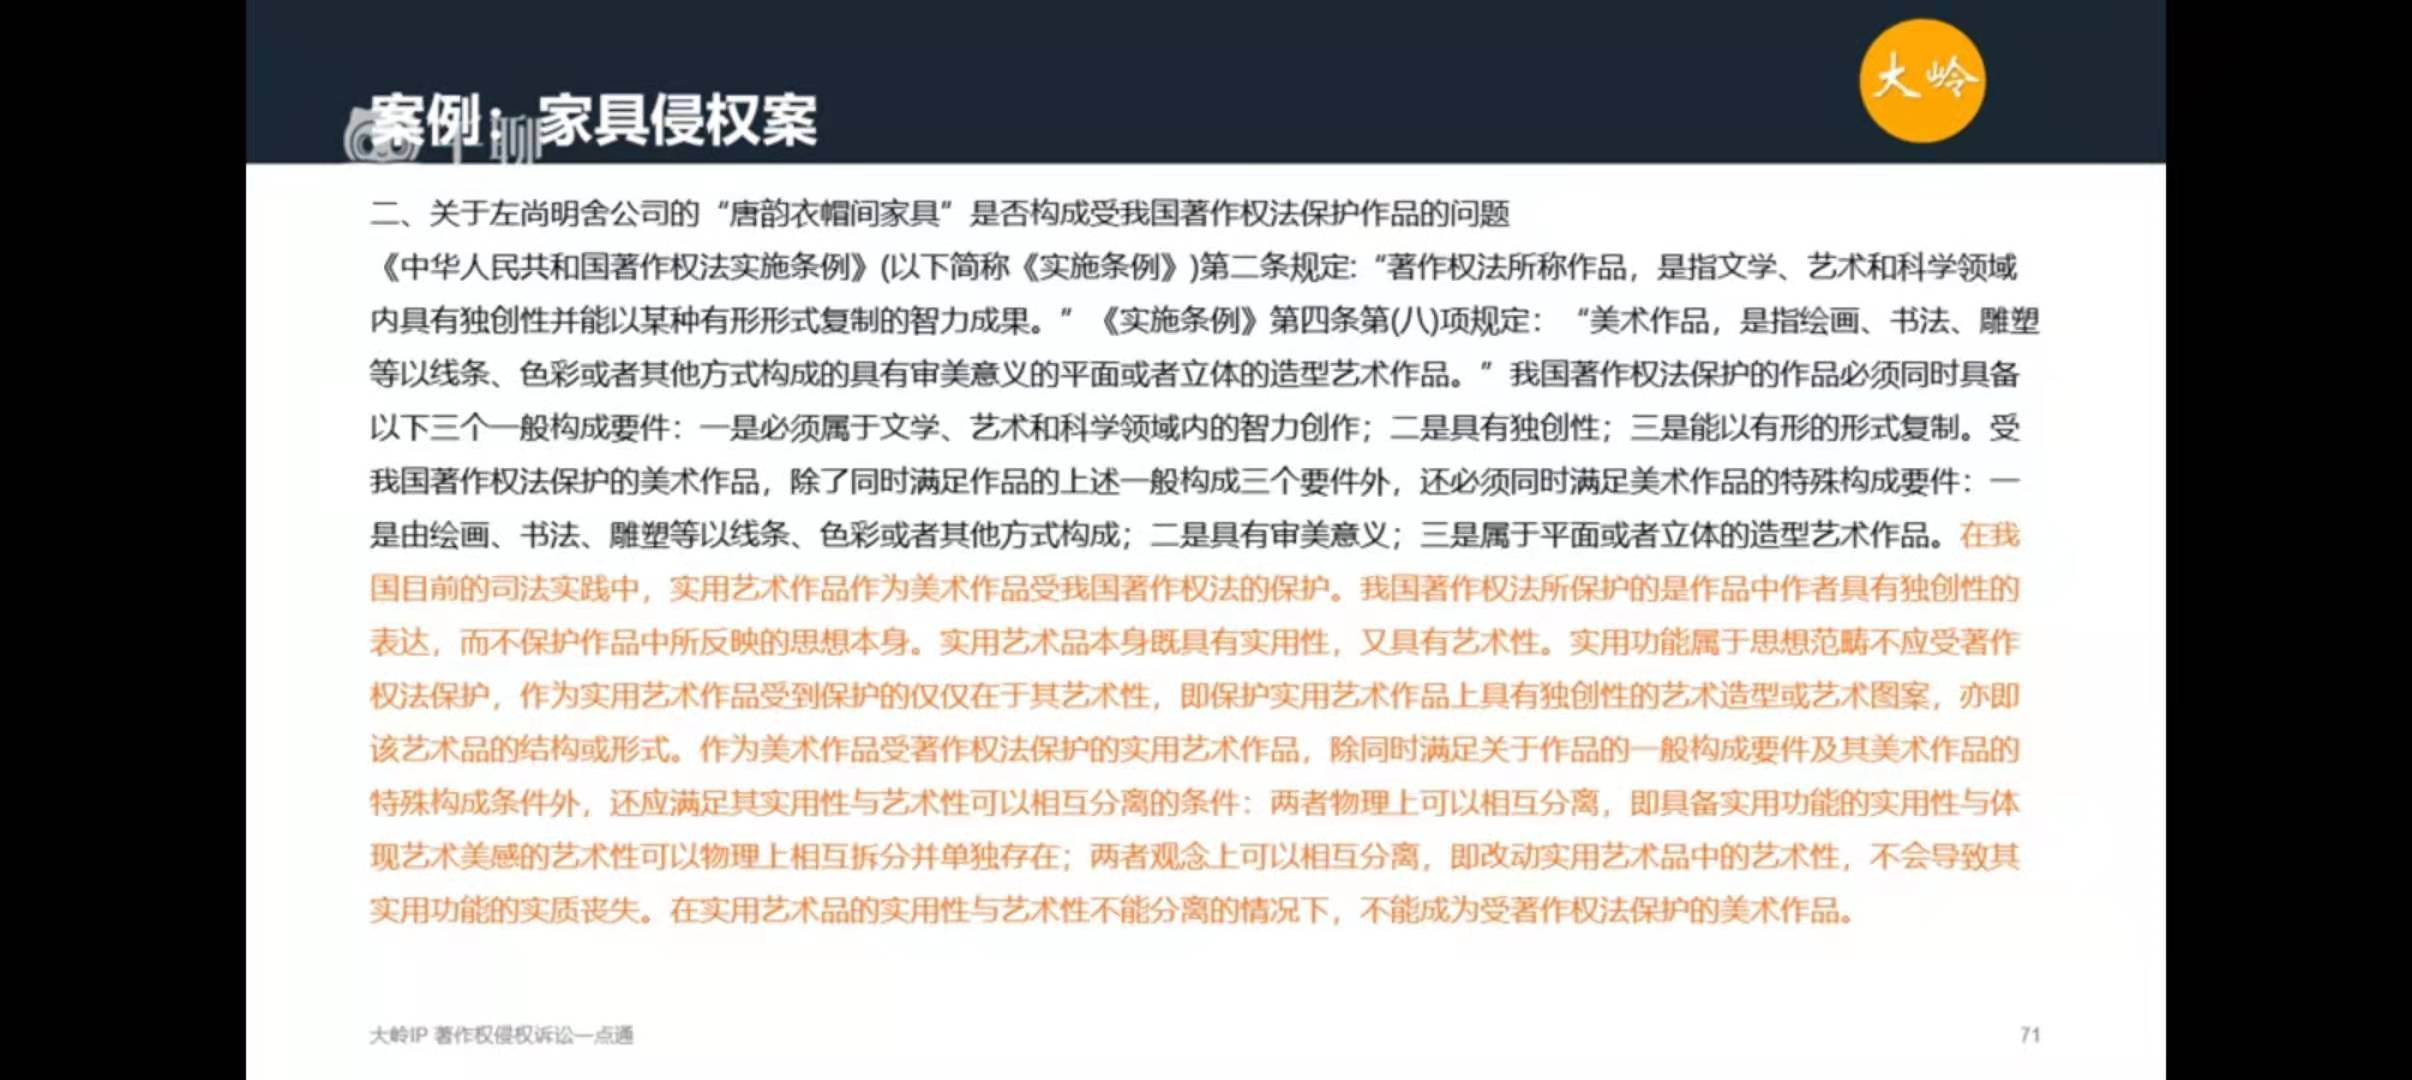 大岭
案例：家具侵权案
千聊
二、关于左尚明舍公司的“唐韵衣帽间家具”是否构成受我国著作权法保护作品的问题
《中华人民共和国著作权法实施条例》(以下简称《实施条例》)第二条规定:“著作权法所称作品，是指文学、艺术和科学领域
内具有独创性并能以某种有形形式复制的智力成果。”《实施条例》第四条第(八)项规定：“美术作品，是指绘画、书法、雕塑
等以线条、色彩或者其他方式构成的具有审美意义的平面或者立体的造型艺术作品。”我国著作权法保护的作品必须同时具备
以下三个一般构成要件：一是必须属于文学、艺术和科学领域内的智力创作；二是具有独创性；三是能以有形的形式复制。受
我国著作权法保护的美术作品，除了同时满足作品的上述一般构成三个要件外，还必须同时满足美术作品的特殊构成要件：一
是由绘画、书法、雕塑等以线条、色彩或者其他方式构成；二是具有审美意义；三是属于平面或者立体的造型艺术作品。在我
国目前的司法实践中，实用艺术作品作为美术作品受我国著作权法的保护。我国著作权法所保护的是作品中作者具有独创性的
表达，而不保护作品中所反映的思想本身。实用艺术品本身既具有实用性，又具有艺术性。实用功能属于思想范畴不应受著作
权法保护，作为实用艺术作品受到保护的仅仅在于其艺术性，即保护实用艺术作品上具有独创性的艺术造型或艺术图案，亦即
该艺术品的结构或形式。作为美术作品受著作权法保护的实用艺术作品，除同时满足关于作品的一般构成要件及其美术作品的
特殊构成条件外，还应满足其实用性与艺术性可以相互分离的条件：两者物理上可以相互分离，即具备实用功能的实用性与体
现艺术美感的艺术性可以物理上相互拆分并单独存在；两者观念上可以相互分离，即改动实用艺术品中的艺术性，不会导致其
实用功能的实质丧失。在实用艺术品的实用性与艺术性不能分离的情况下，不能成为受著作权法保护的美术作品。
大岭IP 著作权侵权诉讼一点通
71